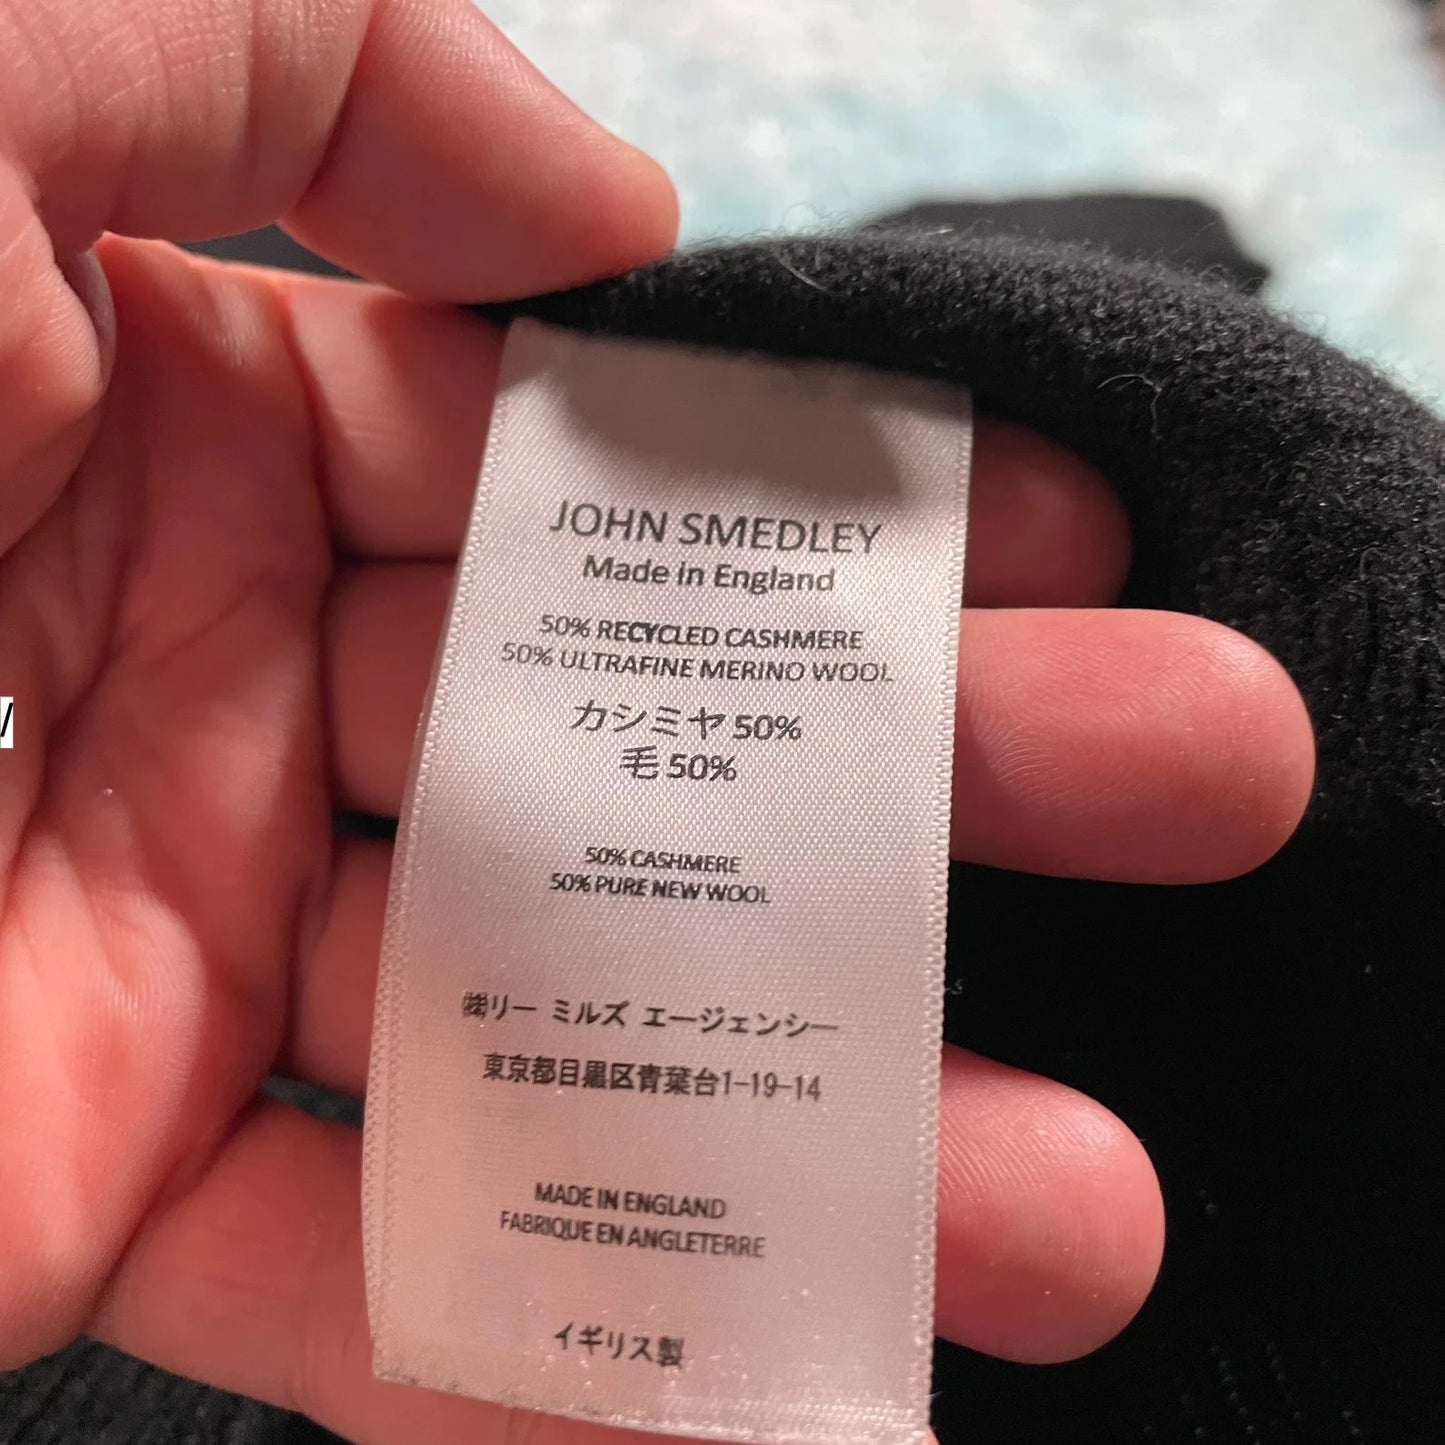 JOHN SMEDLEY
Made in England
50% RECYCLED CASHMERE
50% ULTRAFINE MERINO WOOL
カシミヤ 50%
毛 50%
50% CASHMERE
50% PURE NEW WOOL
㈱リー ミルズ エージェンシー
東京都目黒区青葉台1-19-14
MADE IN ENGLAND
FABRIQUE EN ANGLETERRE
イギリス製
/